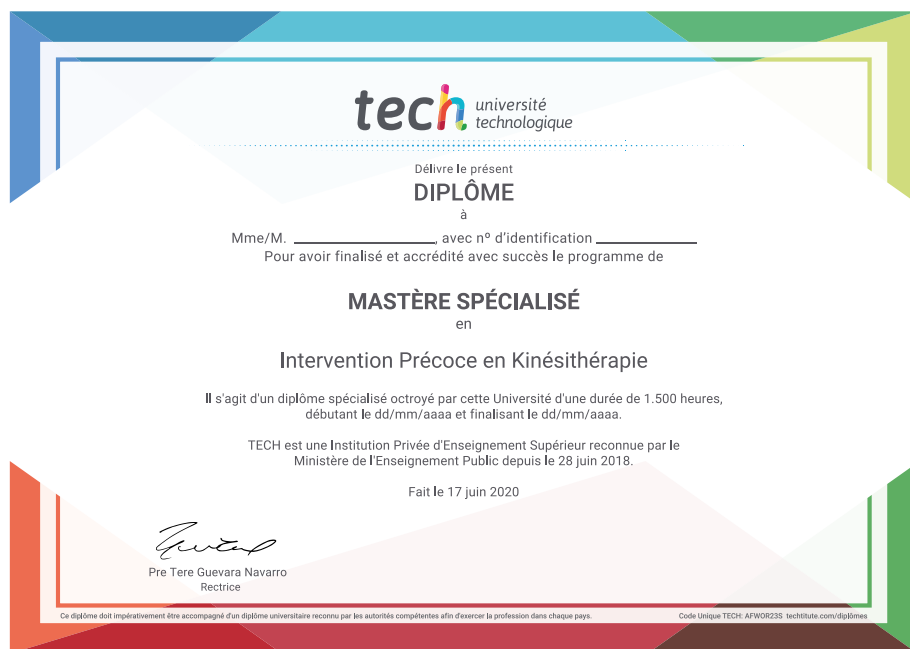 tech université
technologique
Délivre le présent
DIPLÔME
à
Mme/M. ____________________, avec nº d'identification ______________
Pour avoir finalisé et accrédité avec succès le programme de
MASTÈRE SPÉCIALISÉ
en
Intervention Précoce en Kinésithérapie
Il s'agit d'un diplôme spécialisé octroyé par cette Université d'une durée de 1.500 heures,
débutant le dd/mm/aaaa et finalisant le dd/mm/aaaa.
TECH est une Institution Privée d'Enseignement Supérieur reconnue par le
Ministère de l'Enseignement Public depuis le 28 juin 2018.
Fait le 17 juin 2020
Pre Tere Guevara Navarro
Rectrice
Ce diplôme doit impérativement être accompagné d'un diplôme universitaire reconnu par les autorités compétentes afin d'exercer la profession dans chaque pays.
Code Unique TECH: AFWOR23S techtitute.com/diplômes